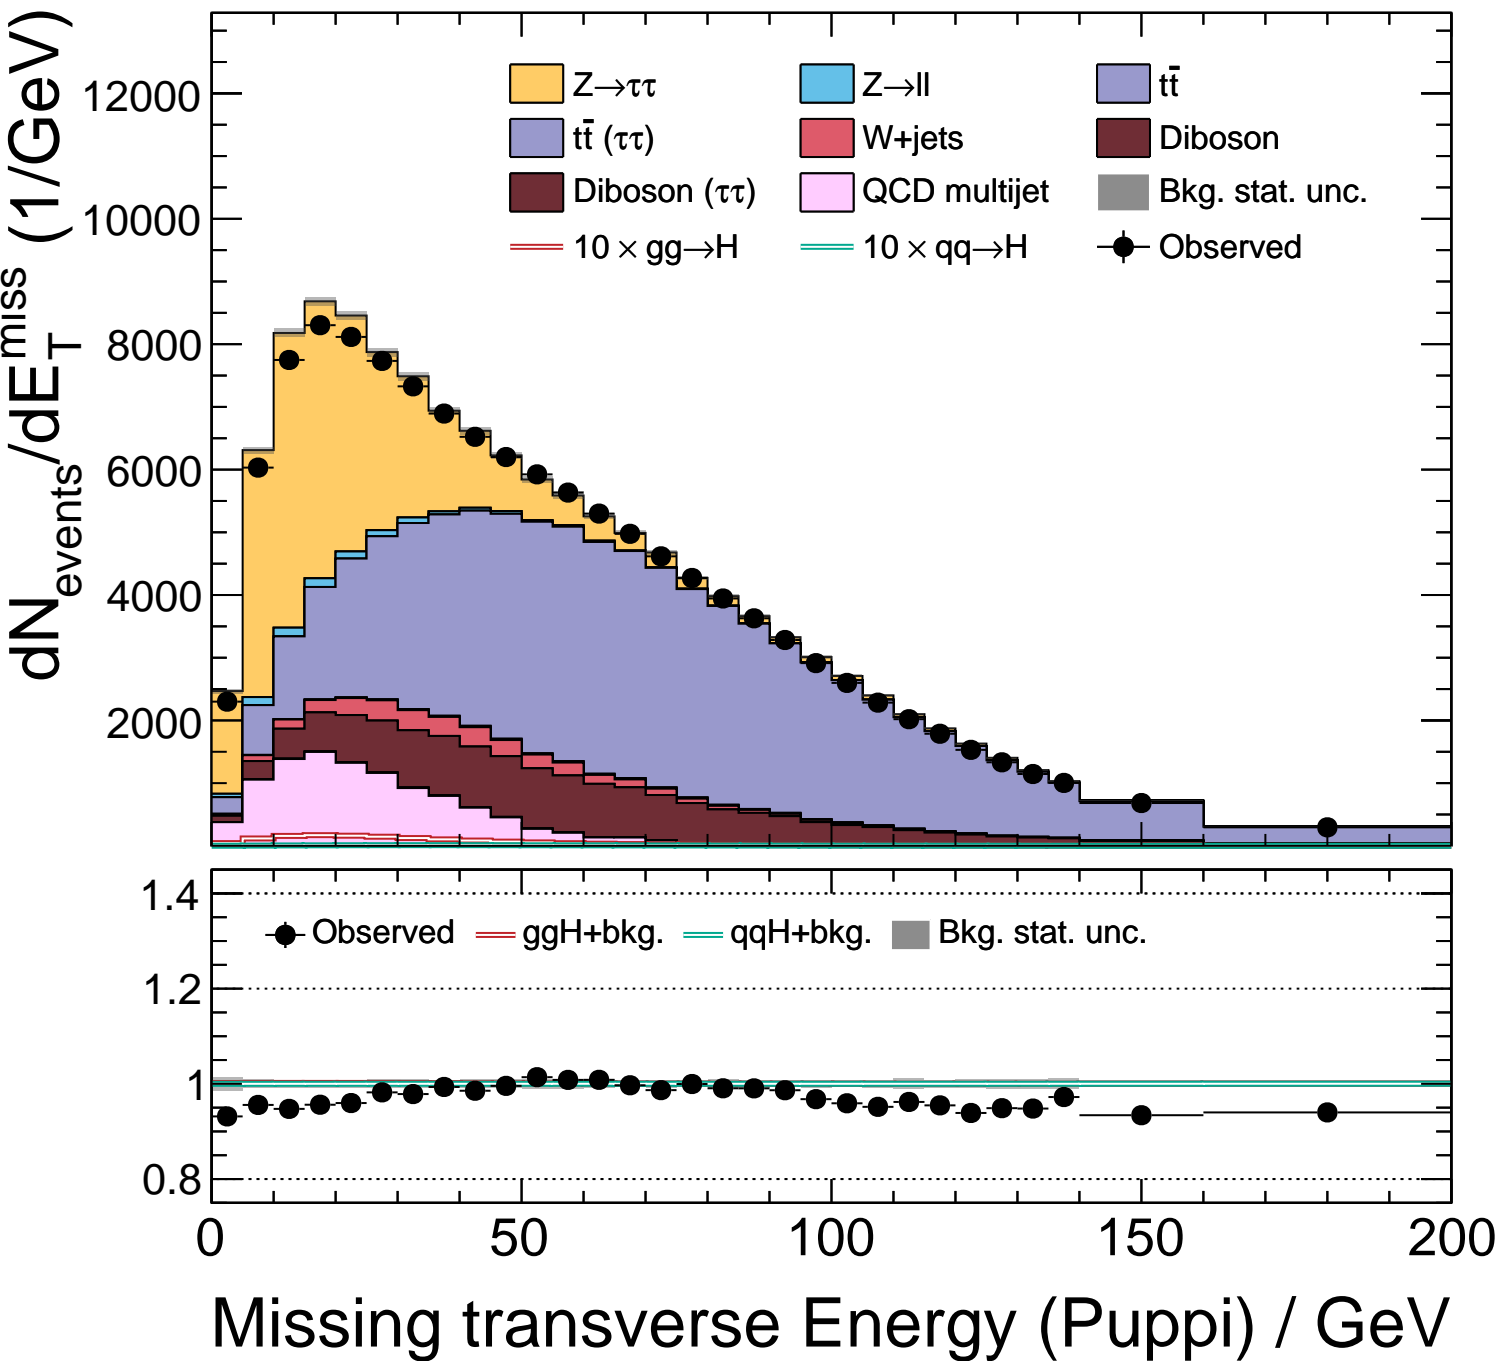 dN_events/dE_T^miss (1/GeV)
12000
10000
8000
6000
4000
2000
Z→ττ Z→ll tt̄
tt̄ (ττ) W+jets Diboson
Diboson (ττ) QCD multijet Bkg. stat. unc.
10 × gg→H 10 × qq→H Observed
1.4
Observed ggH+bkg. qqH+bkg. Bkg. stat. unc.
1.2
1
0.8
0 50 100 150 200
Missing transverse Energy (Puppi) / GeV